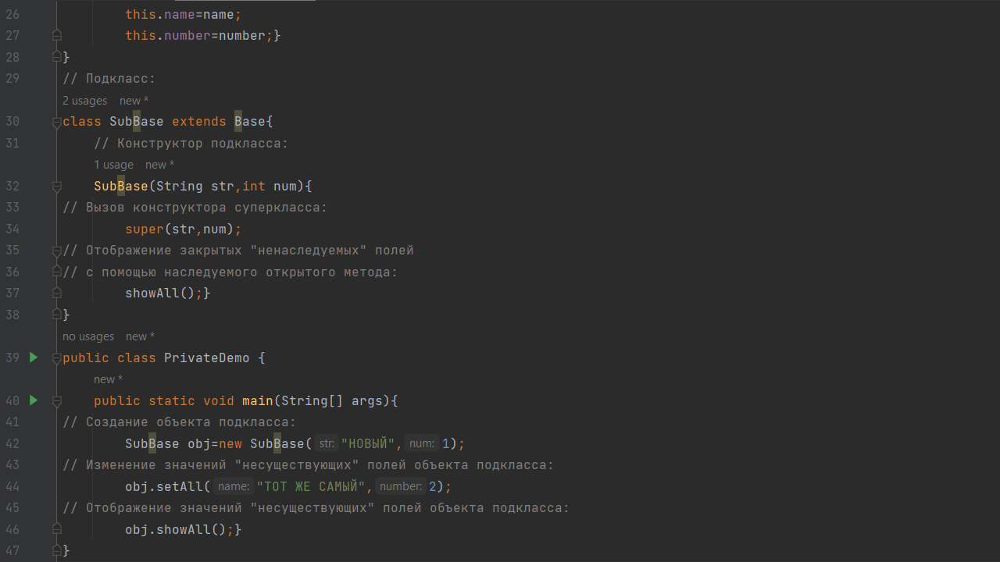 26 this.name=name;
27 this.number=number;}
28 }
29 // Подкласс:
2 usages new *
30 class SubBase extends Base{
31 // Конструктор подкласса:
1 usage new *
32 SubBase(String str,int num){
33 // Вызов конструктора суперкласса:
34 super(str,num);
35 // Отображение закрытых "ненаследуемых" полей
36 // с помощью наследуемого открытого метода:
37 showAll();}
38 }
no usages new *
39 public class PrivateDemo {
new *
40 public static void main(String[] args){
41 // Создание объекта подкласса:
42 SubBase obj=new SubBase( str: "НОВЫЙ", num: 1);
43 // Изменение значений "несуществующих" полей объекта подкласса:
44 obj.setAll( name: "ТОТ ЖЕ САМЫЙ", number: 2);
45 // Отображение значений "несуществующих" полей объекта подкласса:
46 obj.showAll();}
47 }